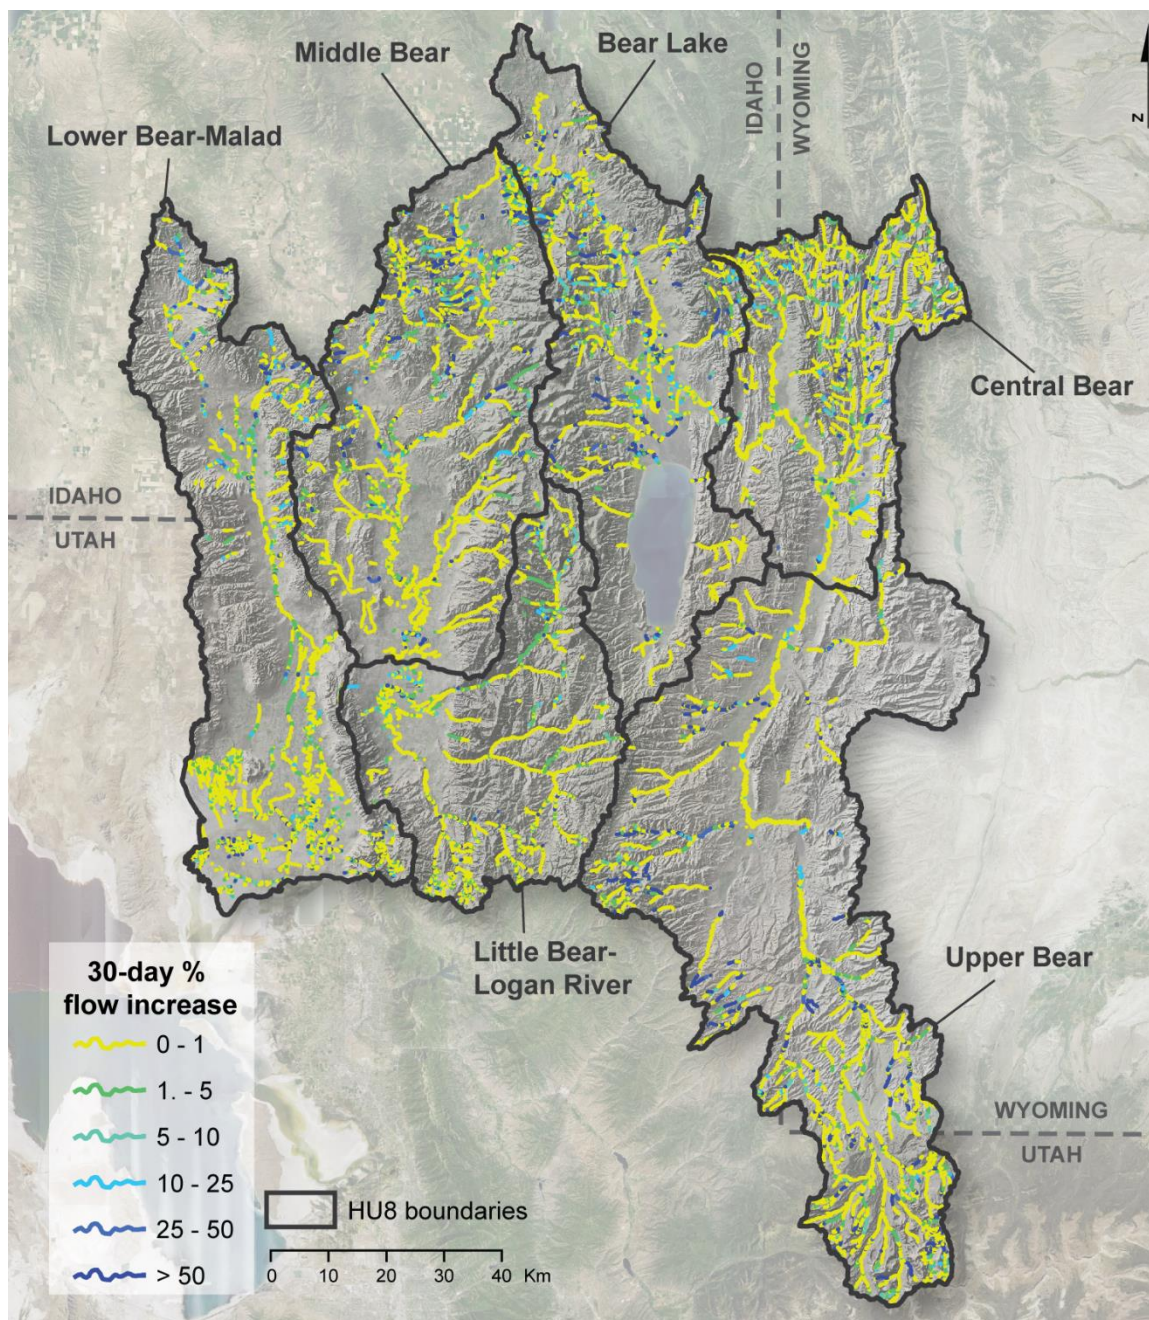 Middle Bear
Bear Lake
IDAHO
WYOMING
N
Lower Bear-Malad
Central Bear
IDAHO
UTAH
Little Bear-
Logan River
Upper Bear
30-day %
flow increase
0 - 1
1. - 5
5 - 10
10 - 25
25 - 50
> 50
HU8 boundaries
0 10 20 30 40 Km
WYOMING
UTAH